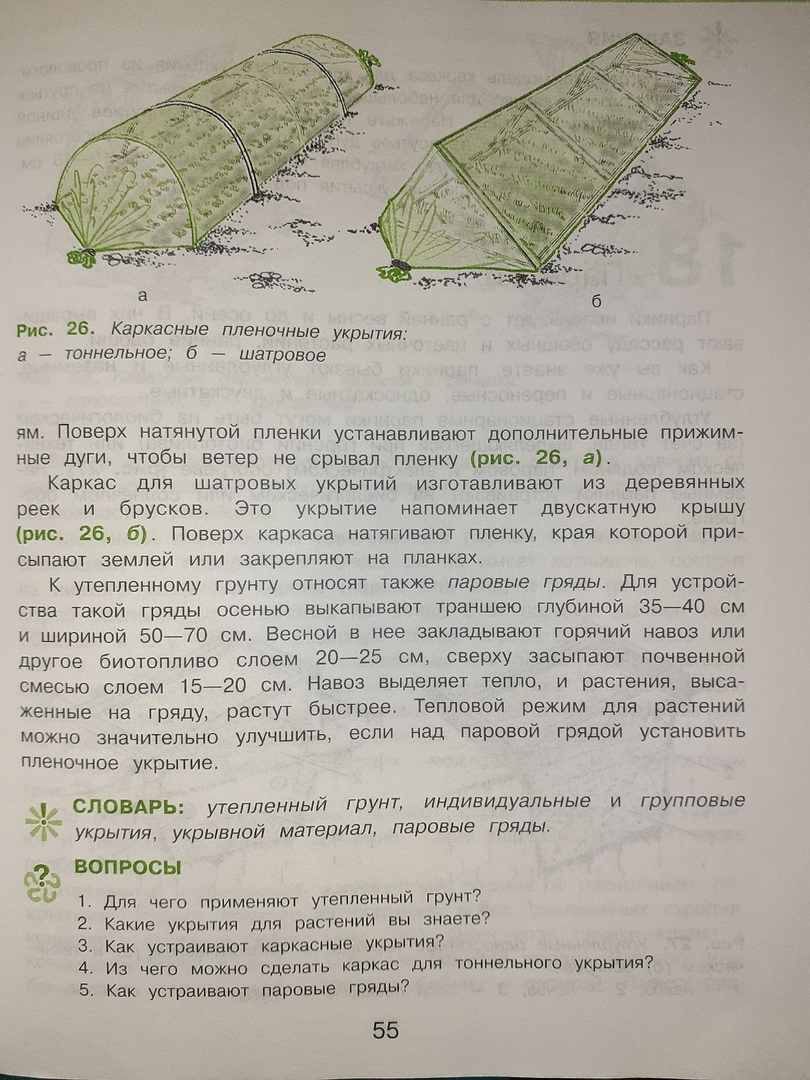 а
б
Рис. 26. Каркасные пленочные укрытия:
а — тоннельное; б — шатровое
ям. Поверх натянутой пленки устанавливают дополнительные прижим-
ные дуги, чтобы ветер не срывал пленку (рис. 26, а).
Каркас для шатровых укрытий изготавливают из деревянных
реек и брусков. Это укрытие напоминает двускатную крышу
(рис. 26, б). Поверх каркаса натягивают пленку, края которой при-
сыпают землей или закрепляют на планках.
К утепленному грунту относят также паровые гряды. Для устрой-
ства такой гряды осенью выкапывают траншею глубиной 35—40 см
и шириной 50—70 см. Весной в нее закладывают горячий навоз или
другое биотопливо слоем 20—25 см, сверху засыпают почвенной
смесью слоем 15—20 см. Навоз выделяет тепло, и растения, выса-
женные на гряду, растут быстрее. Тепловой режим для растений
можно значительно улучшить, если над паровой грядой установить
пленочное укрытие.
СЛОВАРЬ: утепленный грунт, индивидуальные и групповые
укрытия, укрывной материал, паровые гряды.
ВОПРОСЫ
1. Для чего применяют утепленный грунт?
2. Какие укрытия для растений вы знаете?
3. Как устраивают каркасные укрытия?
4. Из чего можно сделать каркас для тоннельного укрытия?
5. Как устраивают паровые гряды?
55